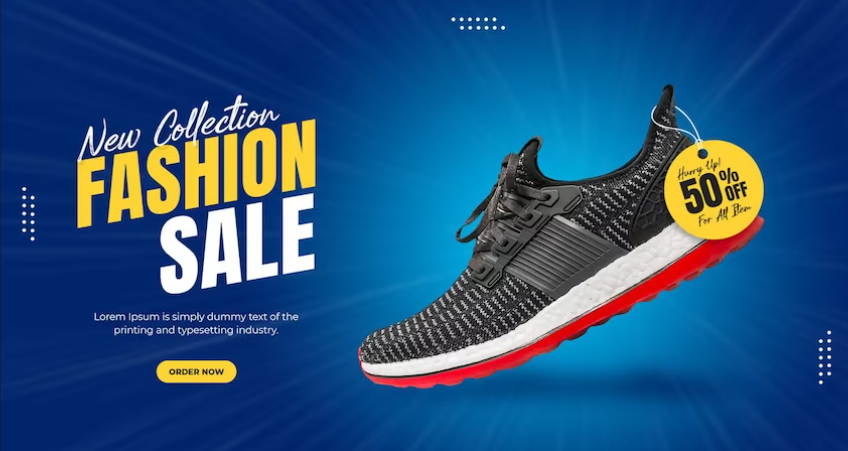 New Collection
FASHION
SALE
Lorem Ipsum is simply dummy text of the
printing and typesetting industry.
ORDER NOW
Hurry Up!
50% OFF
For All Item